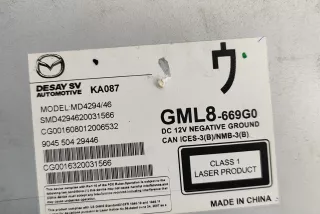 DESAY SV
AUTOMOTIVE
KA087
ウ
MODEL MD4294/46
SMD4294620031566
CG001608012006532
9045 504 29446
CG0016320031566
GML8-669G0
DC 12V NEGATIVE GROUND
CAN ICES-3(B)/NMB-3(B)
CLASS 1
LASER PRODUCT
MADE IN CHINA